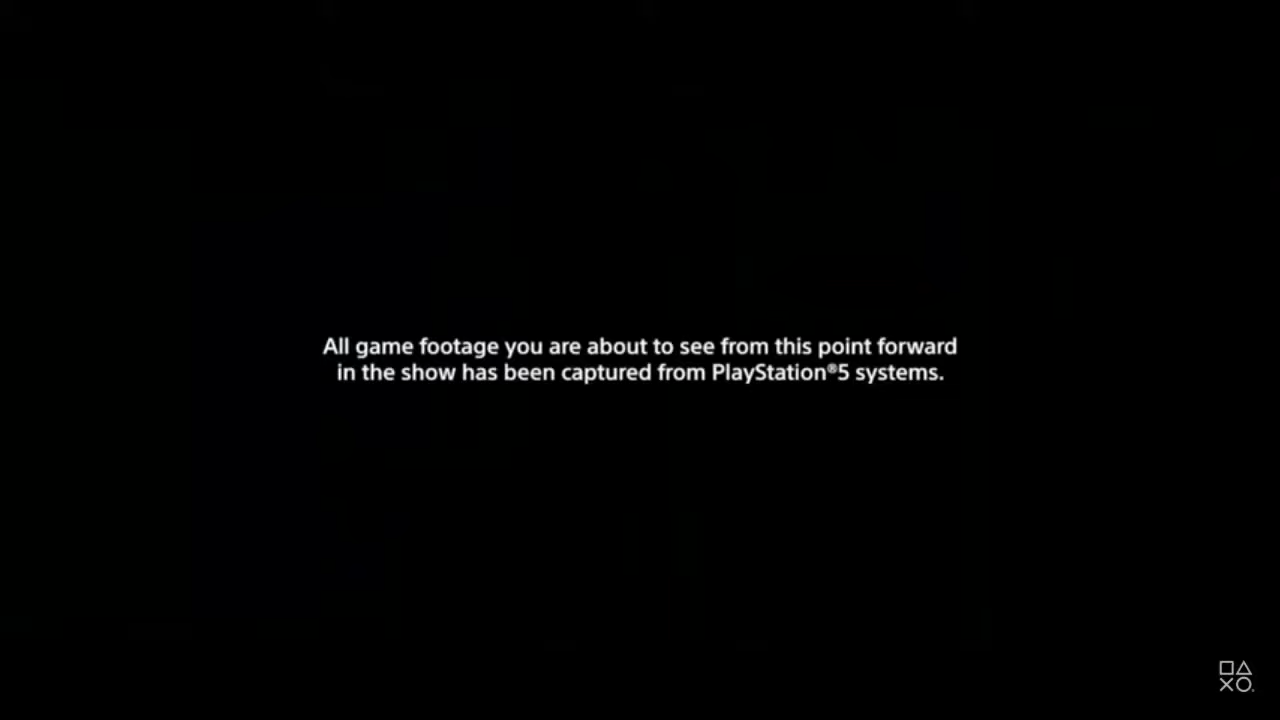 All game footage you are about to see from this point forward
in the show has been captured from PlayStation®5 systems.